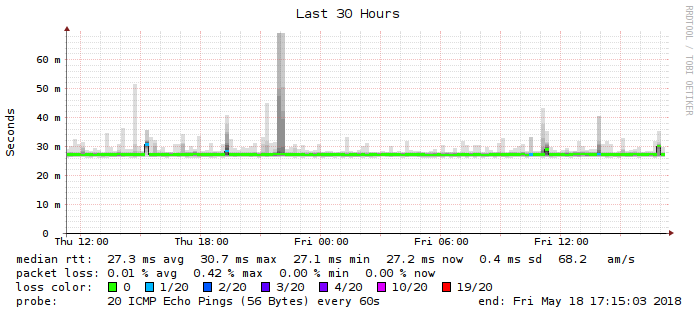 Last 30 Hours
RRDTOOL / TOBI OETIKER
Seconds
60 m
50 m
40 m
30 m
20 m
10 m
0
Thu 12:00 Thu 18:00 Fri 00:00 Fri 06:00 Fri 12:00
median rtt: 27.3 ms avg 30.7 ms max 27.1 ms min 27.2 ms now 0.4 ms sd 68.2 am/s
packet loss: 0.01 % avg 0.42 % max 0.00 % min 0.00 % now
loss color: 0 1/20 2/20 3/20 4/20 10/20 19/20
probe: 20 ICMP Echo Pings (56 Bytes) every 60s end: Fri May 18 17:15:03 2018